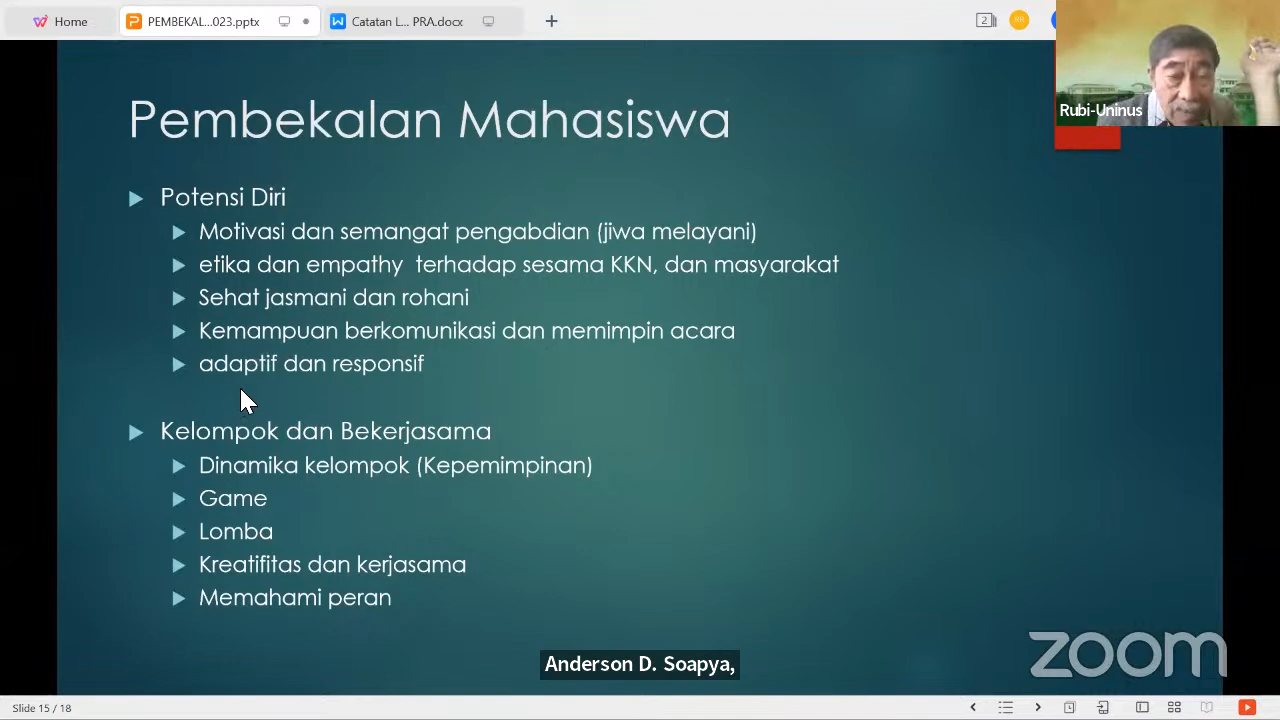 Home
PEMBEKAL...023.pptx
Catatan L... PRA.docx
2
RR
Rubi-Uninus
Pembekalan Mahasiswa
Potensi Diri
Motivasi dan semangat pengabdian (jiwa melayani)
etika dan empathy terhadap sesama KKN, dan masyarakat
Sehat jasmani dan rohani
Kemampuan berkomunikasi dan memimpin acara
adaptif dan responsif
Kelompok dan Bekerjasama
Dinamika kelompok (Kepemimpinan)
Game
Lomba
Kreatifitas dan kerjasama
Memahami peran
zoom
Anderson D. Soapya,
Slide 15 / 18